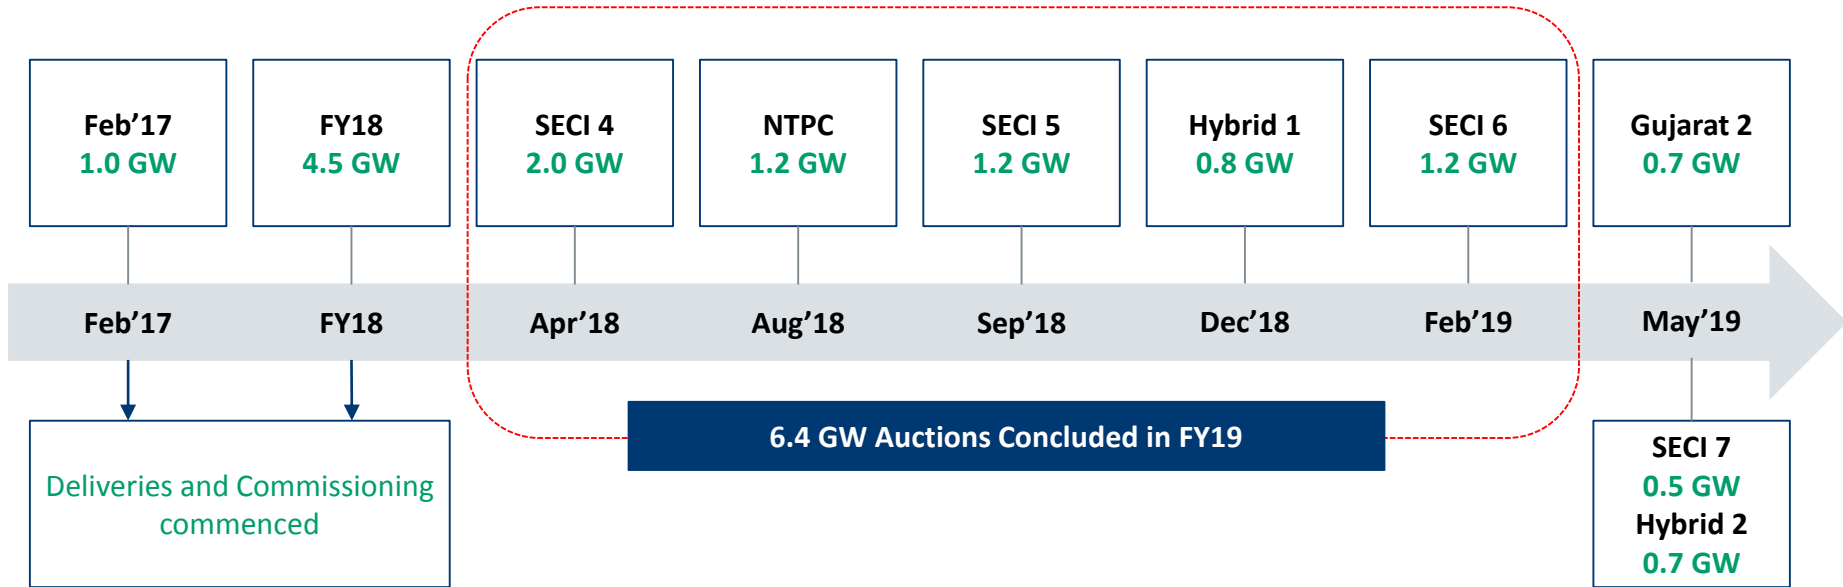 Feb’17
1.0 GW
FY18
4.5 GW
SECI 4
2.0 GW
NTPC
1.2 GW
SECI 5
1.2 GW
Hybrid 1
0.8 GW
SECI 6
1.2 GW
Gujarat 2
0.7 GW
Feb’17
FY18
Apr’18
Aug’18
Sep’18
Dec’18
Feb’19
May’19
Deliveries and Commissioning
commenced
6.4 GW Auctions Concluded in FY19
SECI 7
0.5 GW
Hybrid 2
0.7 GW